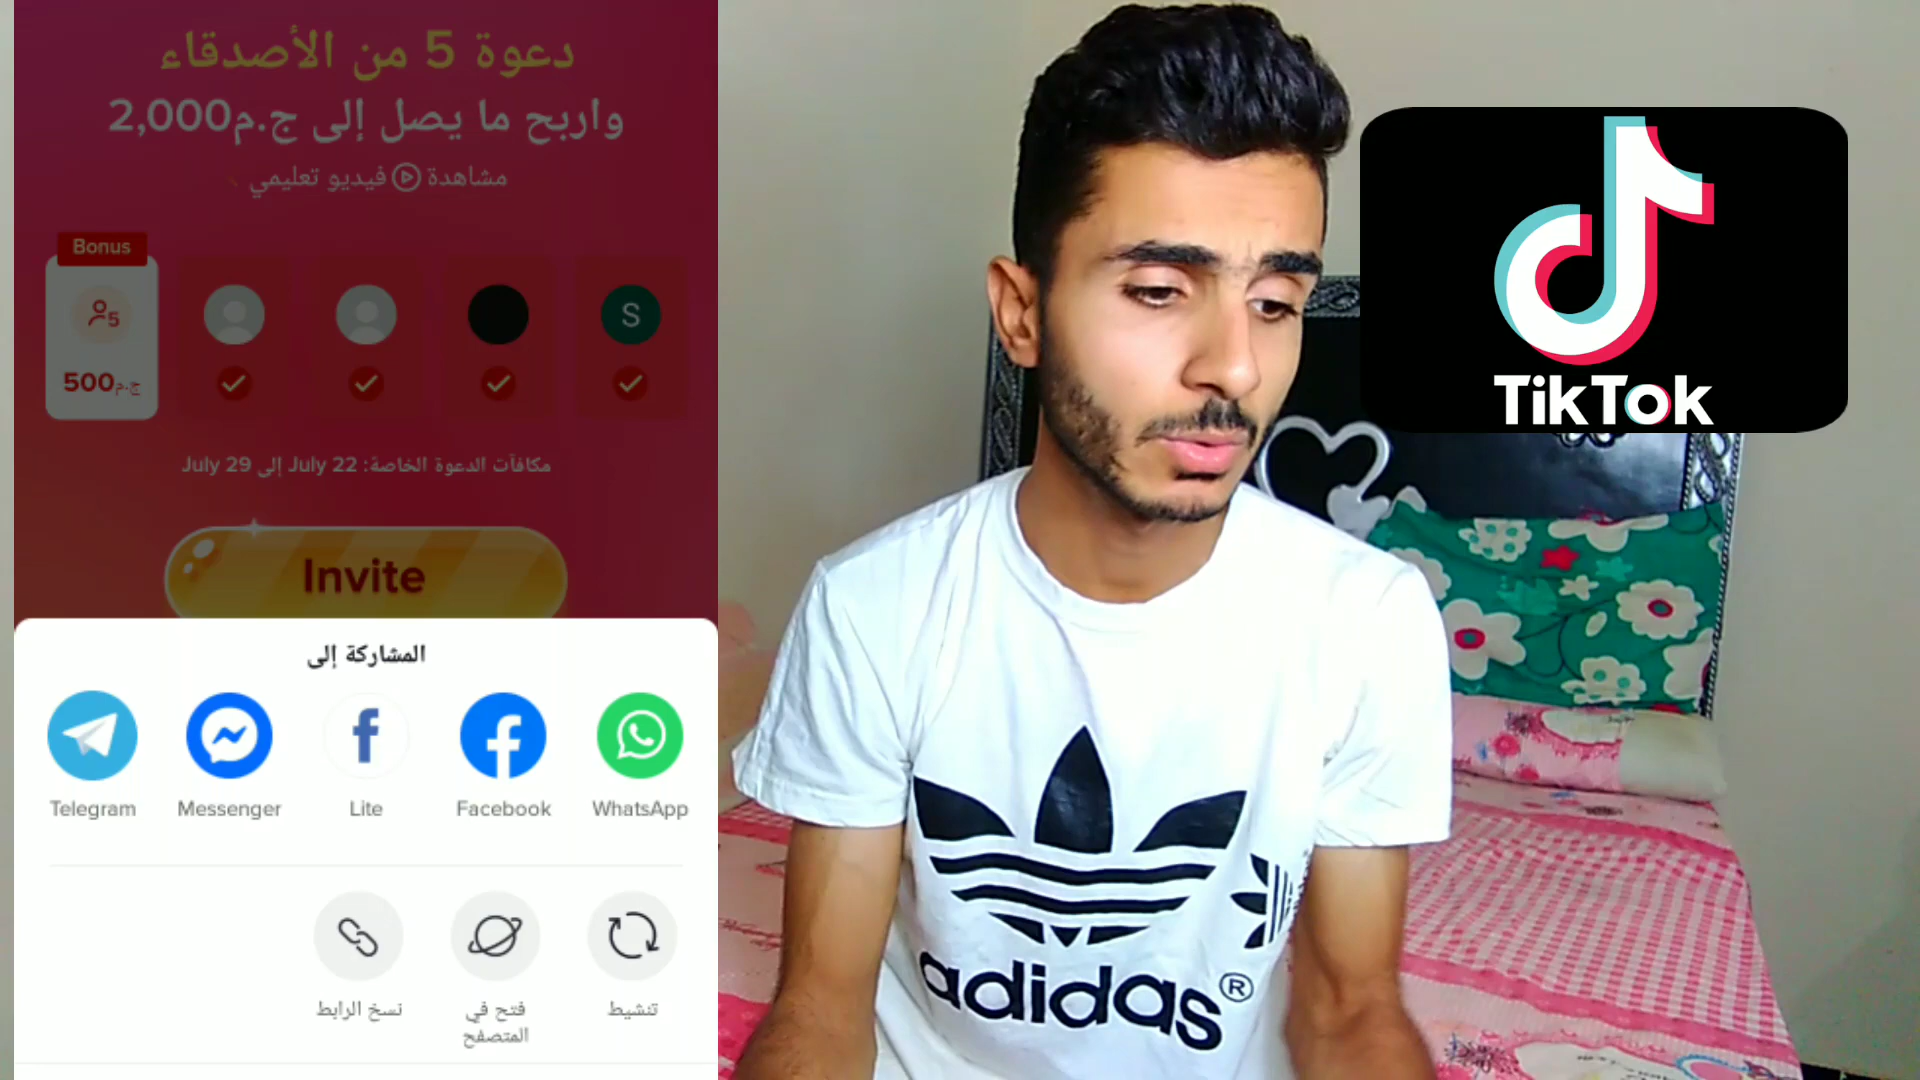 دعوة 5 من الأصدقاء
واربح ما يصل إلى ج.م2,000
مشاهدة فيديو تعليمي
Bonus
5
ج.م500
S
مكافآت الدعوة الخاصة: July 22 إلى July 29
Invite
المشاركة إلى
Telegram
Messenger
Lite
Facebook
WhatsApp
نسخ الرابط
فتح في المتصفح
تنشيط
TikTok
adidas®